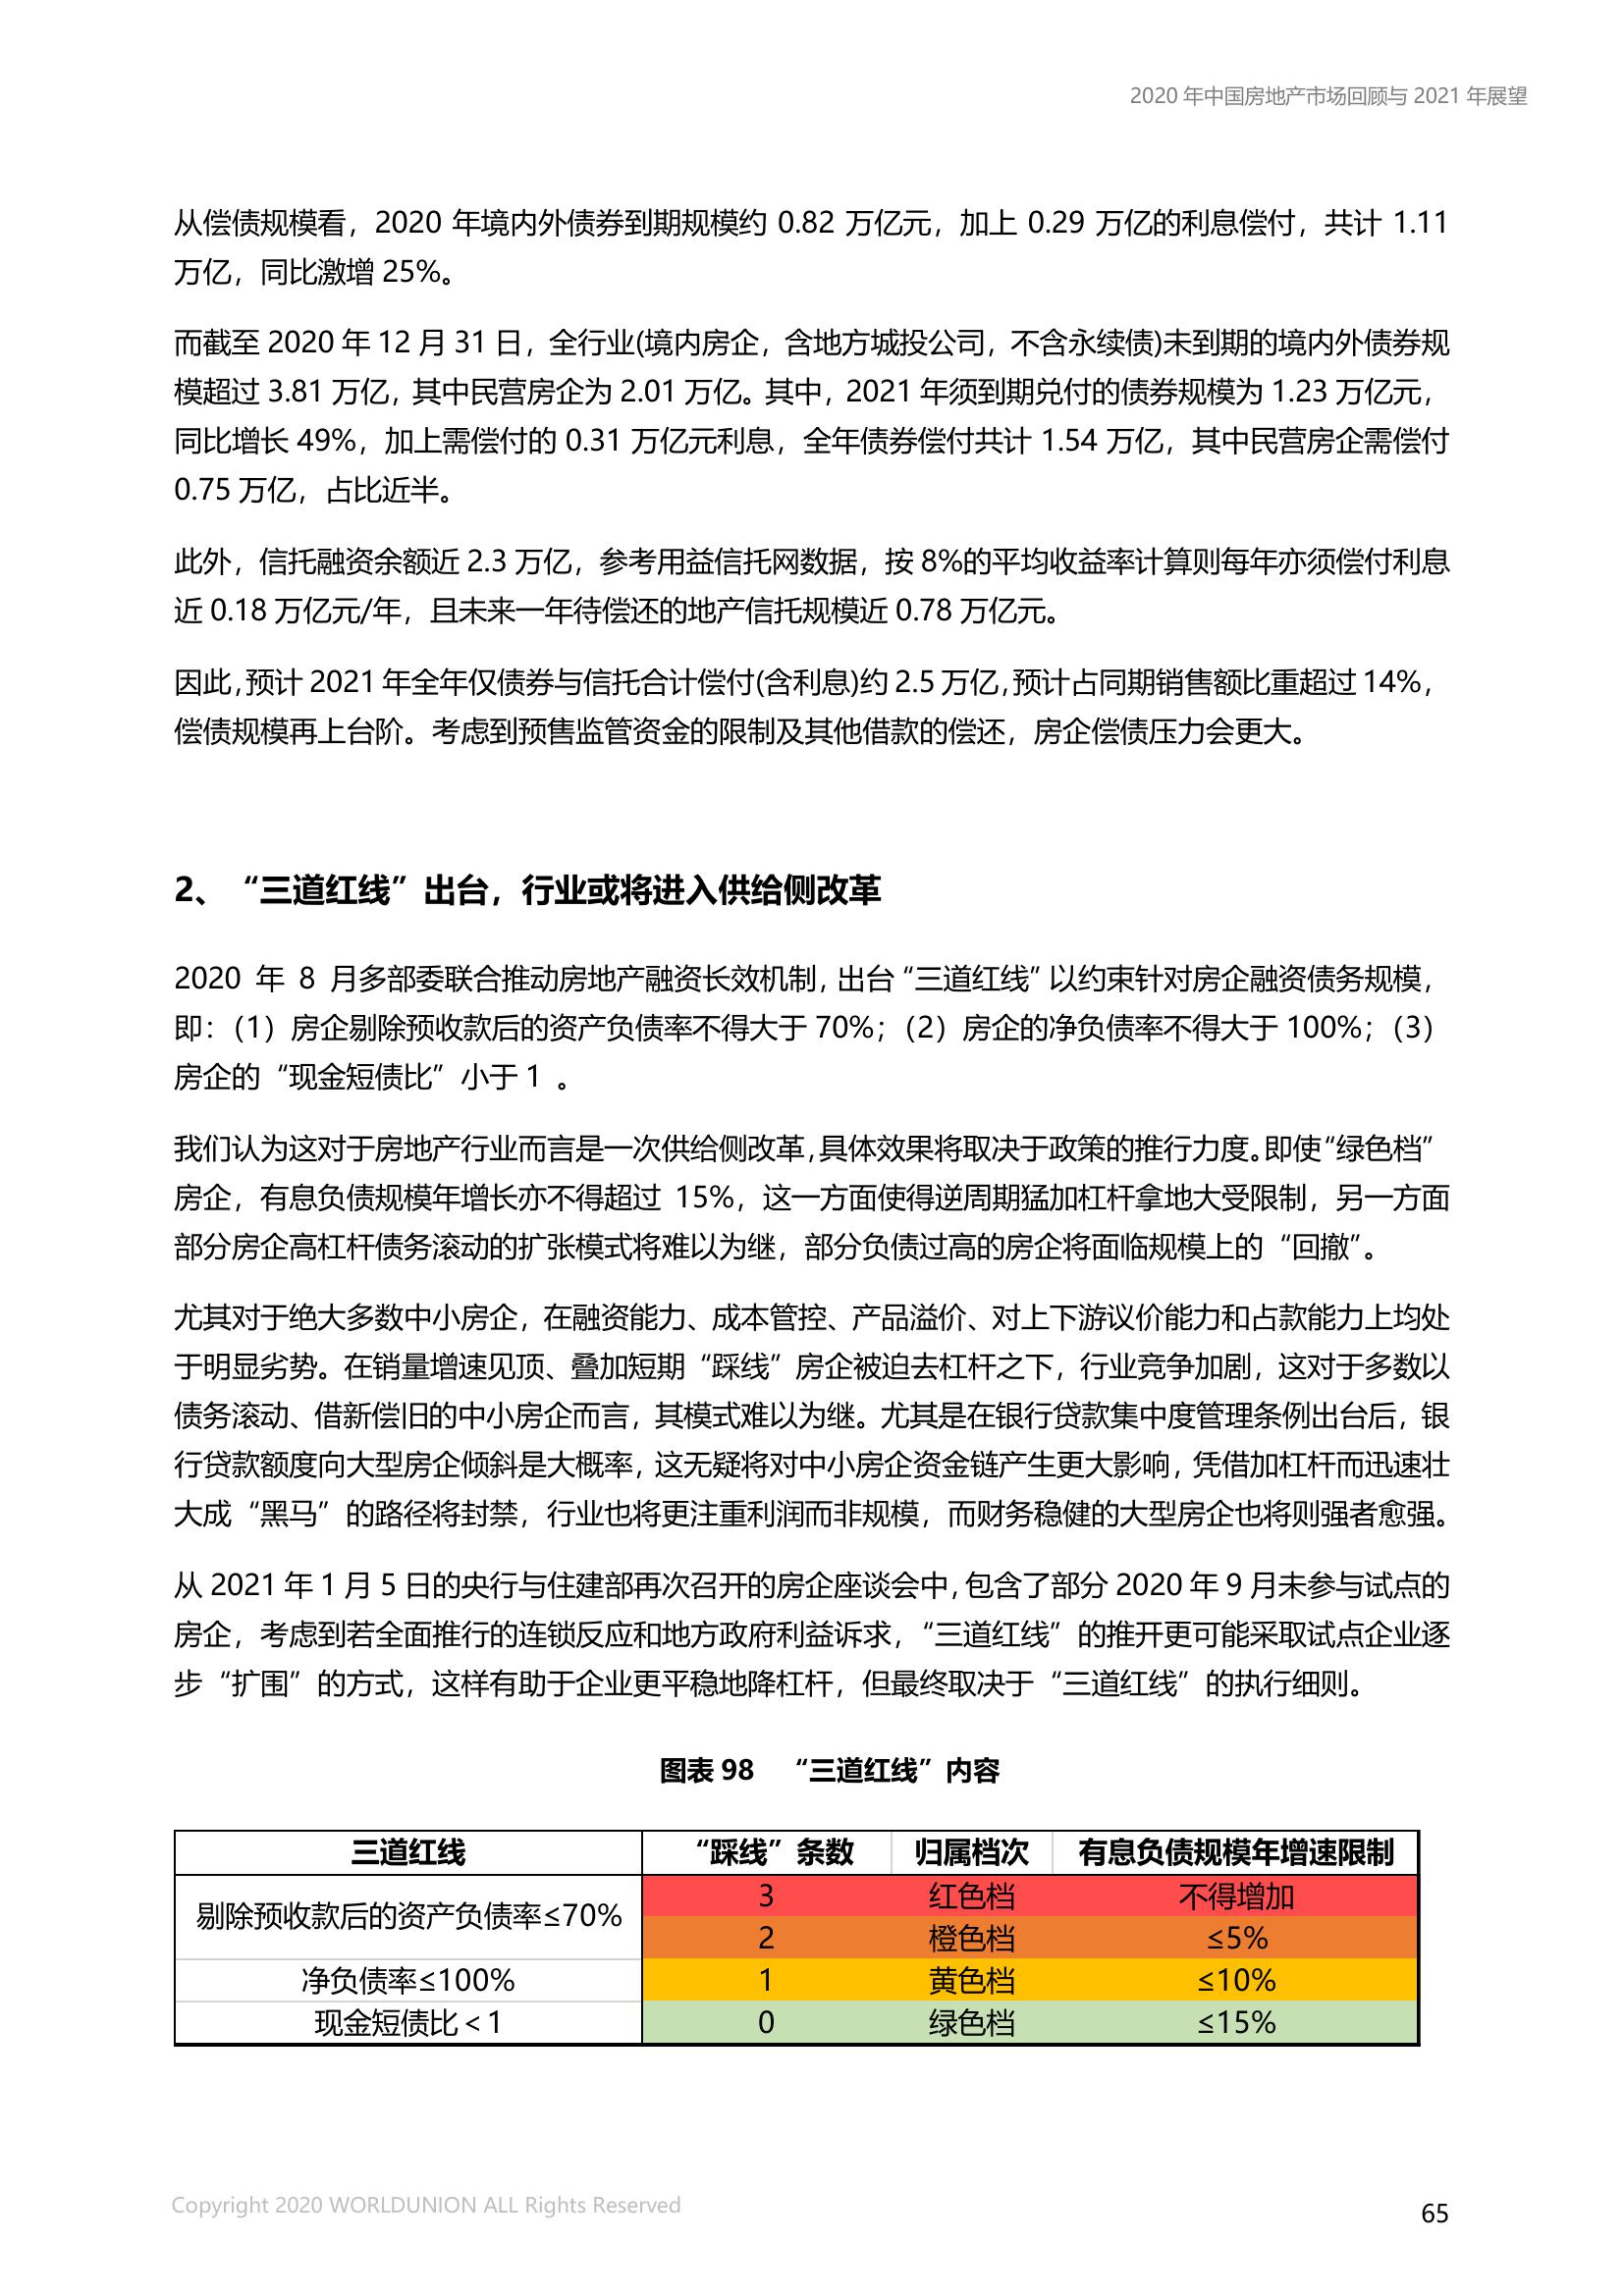 2020 年中国房地产市场回顾与 2021 年展望
从偿债规模看，2020 年境内外债券到期规模约 0.82 万亿元，加上 0.29 万亿的利息偿付，共计 1.11
万亿，同比激增 25%。
而截至 2020 年 12 月 31 日，全行业(境内房企，含地方城投公司，不含永续债)未到期的境内外债券规
模超过 3.81 万亿，其中民营房企为 2.01 万亿。其中，2021 年须到期兑付的债券规模为 1.23 万亿元，
同比增长 49%，加上需偿付的 0.31 万亿元利息，全年债券偿付共计 1.54 万亿，其中民营房企需偿付
0.75 万亿，占比近半。
此外，信托融资余额近 2.3 万亿，参考用益信托网数据，按 8%的平均收益率计算则每年亦须偿付利息
近 0.18 万亿元/年，且未来一年待偿还的地产信托规模近 0.78 万亿元。
因此，预计 2021 年全年仅债券与信托合计偿付(含利息)约 2.5 万亿，预计占同期销售额比重超过 14%，
偿债规模再上台阶。考虑到预售监管资金的限制及其他借款的偿还，房企偿债压力会更大。
2、“三道红线”出台，行业或将进入供给侧改革
2020 年 8 月多部委联合推动房地产融资长效机制，出台“三道红线”以约束针对房企融资债务规模，
即：（1）房企剔除预收款后的资产负债率不得大于 70%；（2）房企的净负债率不得大于 100%；（3）
房企的“现金短债比”小于 1 。
我们认为这对于房地产行业而言是一次供给侧改革，具体效果将取决于政策的推行力度。即使“绿色档”
房企，有息负债规模年增长亦不得超过 15%，这一方面使得逆周期猛加杠杆拿地大受限制，另一方面
部分房企高杠杆债务滚动的扩张模式将难以为继，部分负债过高的房企将面临规模上的“回撤”。
尤其对于绝大多数中小房企，在融资能力、成本管控、产品溢价、对上下游议价能力和占款能力上均处
于明显劣势。在销量增速见顶、叠加短期“踩线”房企被迫去杠杆之下，行业竞争加剧，这对于多数以
债务滚动、借新偿旧的中小房企而言，其模式难以为继。尤其是在银行贷款集中度管理条例出台后，银
行贷款额度向大型房企倾斜是大概率，这无疑将对中小房企资金链产生更大影响，凭借加杠杆而迅速壮
大成“黑马”的路径将封禁，行业也将更注重利润而非规模，而财务稳健的大型房企也将则强者愈强。
从 2021 年 1 月 5 日的央行与住建部再次召开的房企座谈会中，包含了部分 2020 年 9 月未参与试点的
房企，考虑到若全面推行的连锁反应和地方政府利益诉求，“三道红线”的推开更可能采取试点企业逐
步“扩围”的方式，这样有助于企业更平稳地降杠杆，但最终取决于“三道红线”的执行细则。
图表 98 “三道红线”内容
三道红线 “踩线”条数 归属档次 有息负债规模年增速限制
剔除预收款后的资产负债率≤70% 3 红色档 不得增加
2 橙色档 ≤5%
净负债率≤100% 1 黄色档 ≤10%
现金短债比＜1 0 绿色档 ≤15%
Copyright 2020 WORLDUNION ALL Rights Reserved
65